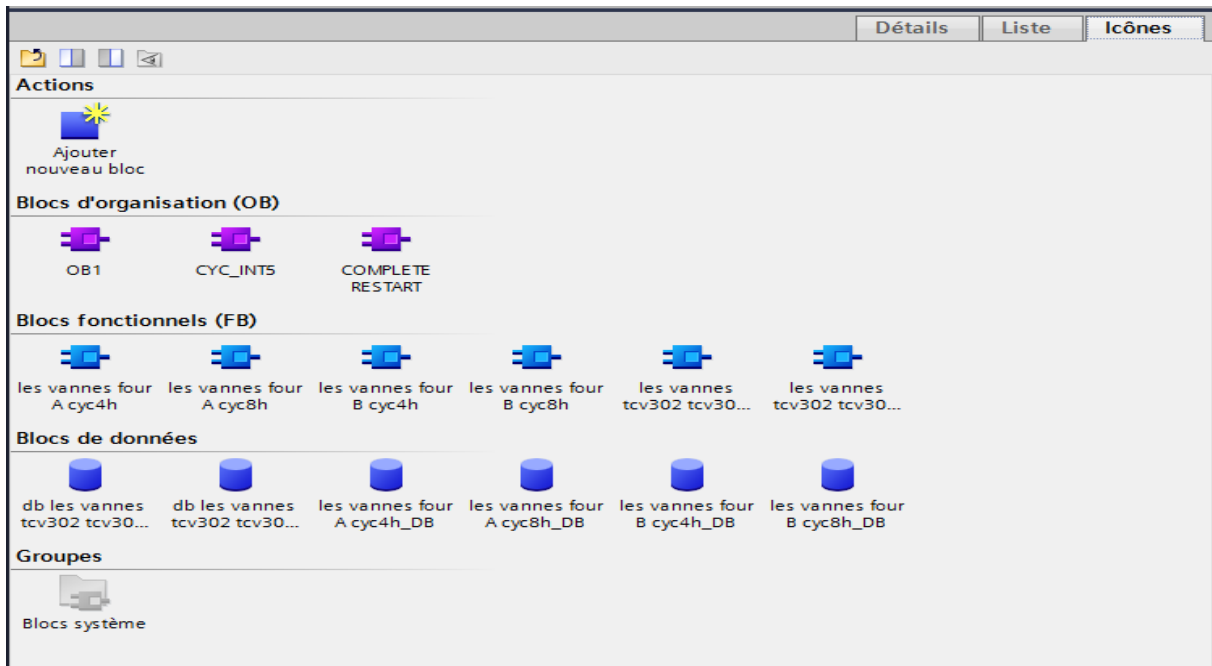 Détails Liste Icônes
Actions
Ajouter
nouveau bloc
Blocs d'organisation (OB)
OB1 CYC_INT5 COMPLETE
RESTART
Blocs fonctionnels (FB)
les vannes four les vannes four les vannes four les vannes four les vannes les vannes
A cyc4h A cyc8h B cyc4h B cyc8h tcv302 tcv30... tcv302 tcv30...
Blocs de données
db les vannes db les vannes les vannes four les vannes four les vannes four les vannes four
tcv302 tcv30... tcv302 tcv30... A cyc4h_DB A cyc8h_DB B cyc4h_DB B cyc8h_DB
Groupes
Blocs système